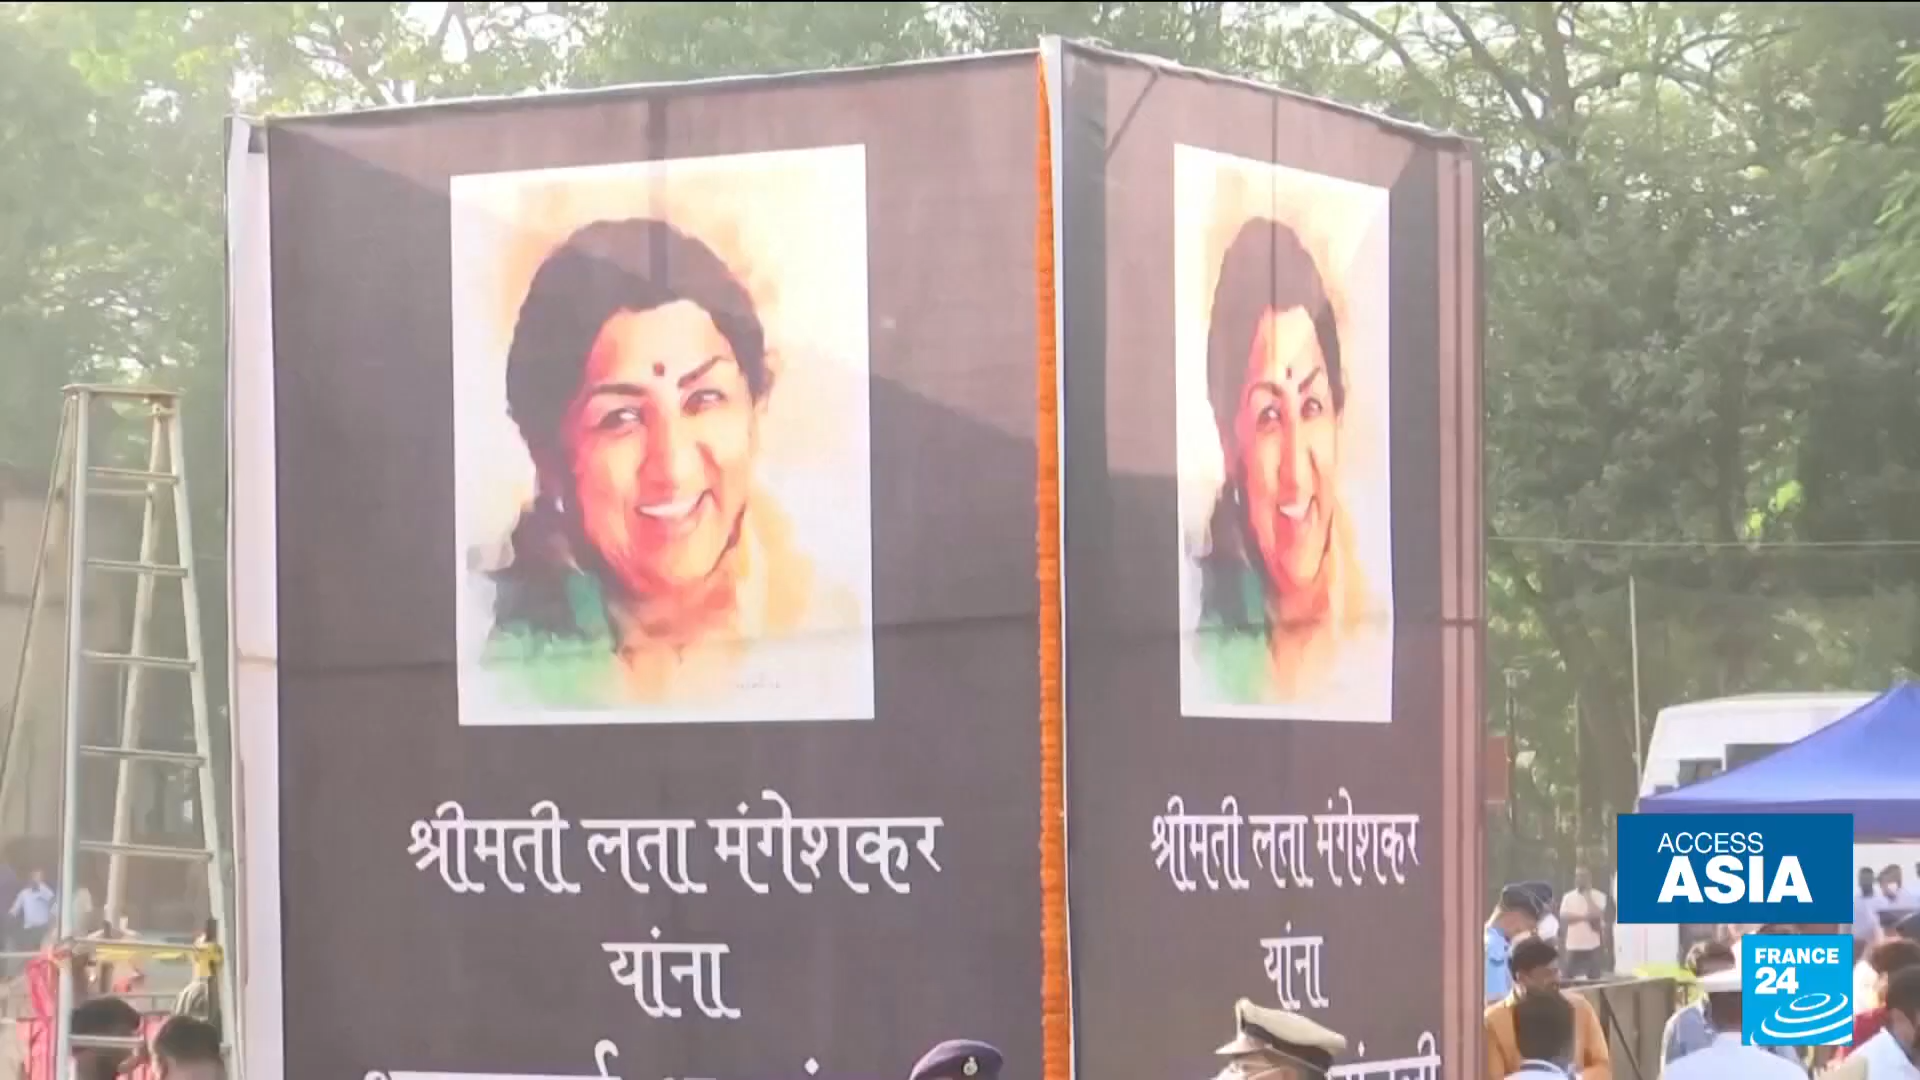 श्रीमती लता मंगेशकर
यांना
श्रीमती लता मंगेशकर
यांना
ACCESS
ASIA
FRANCE
24